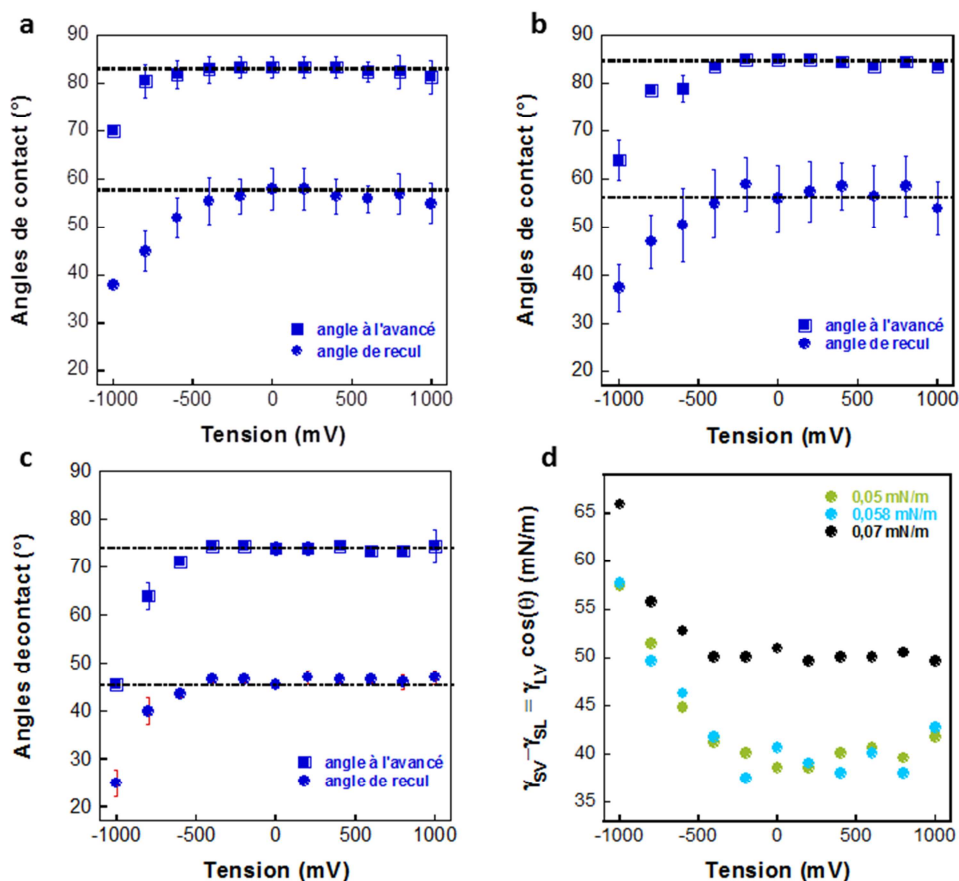 a
90
80
70
60
50
40
30
20
Angles de contact (°)
angle à l'avancé
angle de recul
-1000
-500
0
500
1000
Tension (mV)
b
90
80
70
60
50
40
30
20
Angles de contact (°)
angle à l'avancé
angle de recul
-1000
-500
0
500
1000
Tension (mV)
c
90
80
70
60
50
40
30
20
Angles decontact (°)
angle à l'avancé
angle de recul
-1000
-500
0
500
1000
Tension (mV)
d
65
60
55
50
45
40
35
γSV–γSL = γLV cos(θ) (mN/m)
0,05 mN/m
0,058 mN/m
0,07 mN/m
-1000
-500
0
500
1000
Tension (mV)